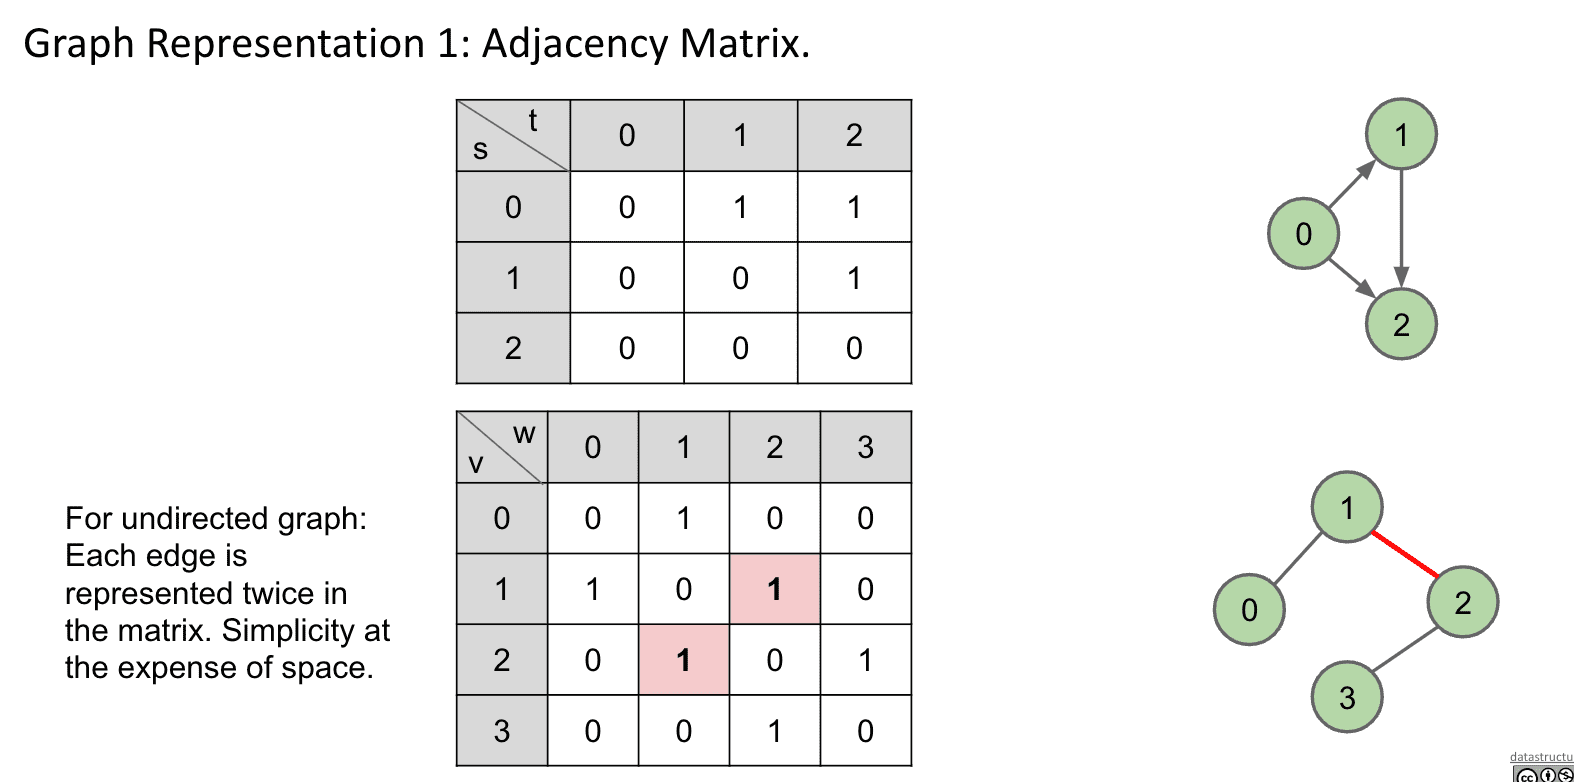 Graph Representation 1: Adjacency Matrix.
t
s
0 1 2
0 0 1 1
1 0 0 1
2 0 0 0
1
0
2
w
v
0 1 2 3
0 0 1 0 0
1 1 0 1 0
2 0 1 0 1
3 0 0 1 0
For undirected graph:
Each edge is
represented twice in
the matrix. Simplicity at
the expense of space.
1
0
2
3
datastructu
cc